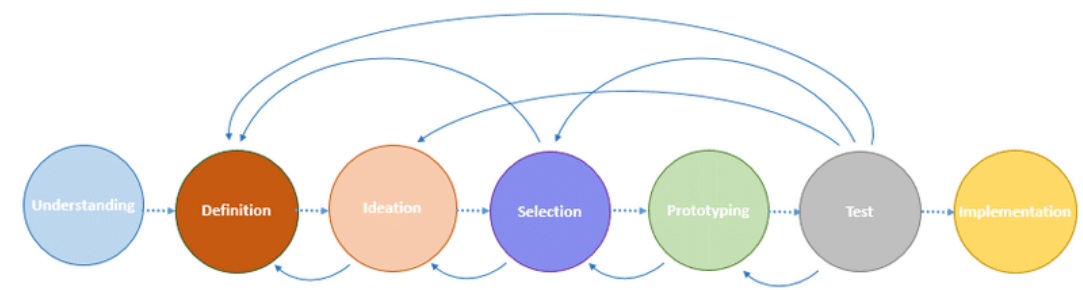 Understanding
Definition
Ideation
Selection
Prototyping
Test
Implementation